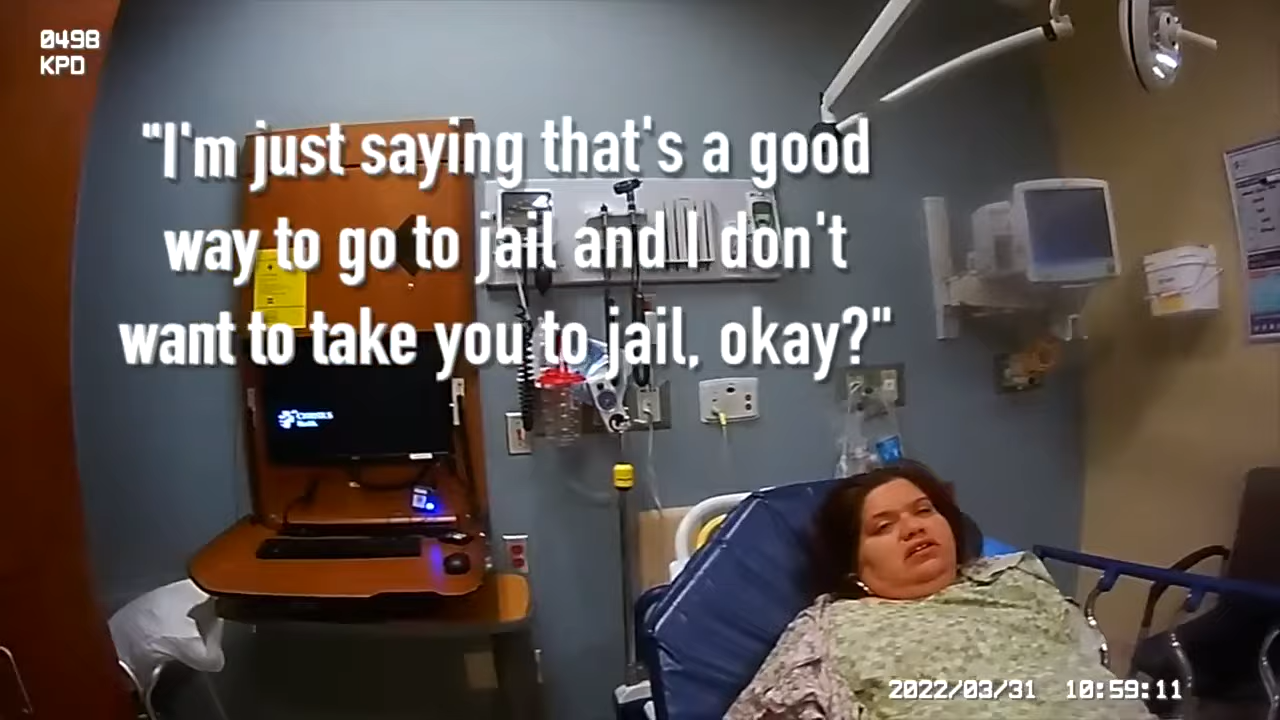 0498
KPD
"I'm just saying that's a good
way to go to jail and I don't
want to take you to jail, okay?"
2022/03/31 10:59:11